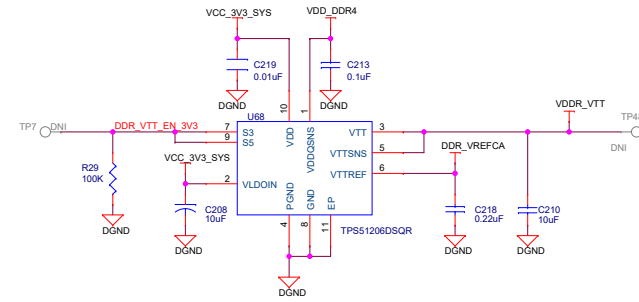 VCC_3V3_SYS
VDD_DDR4
C219
0.01uF
C213
0.1uF
DGND
DGND
U68
10
1
VDDR_VTT
TP7
DNI
DDR_VTT_EN_3V3
7
9
S3
S5
VDD
VDDQSNS
VTT
3
TP48
DNI
VTTSNS
5
DDR_VREFCA
VCC_3V3_SYS
R29
100K
2
VLDOIN
VTTREF
6
PGND
GND
EP
C208
10uF
C218
0.22uF
C210
10uF
4
8
11
TPS51206DSQR
DGND
DGND
DGND
DGND
DGND